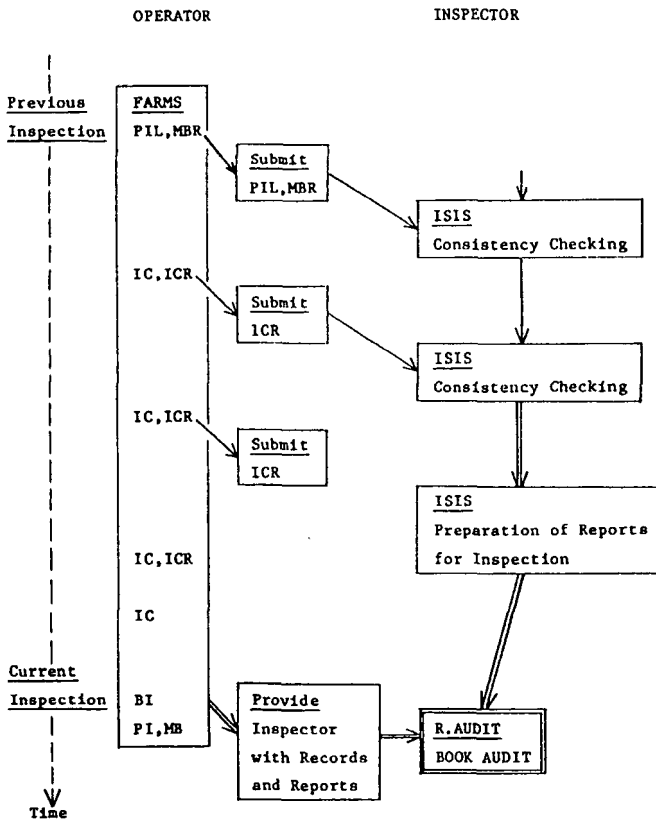 OPERATOR INSPECTOR
Previous
Inspection
FARMS
PIL,MBR
Submit
PIL,MBR
ISIS
Consistency Checking
IC,ICR
Submit
ICR
ISIS
Consistency Checking
IC,ICR
Submit
ICR
ISIS
Preparation of Reports
for Inspection
IC,ICR
IC
Current
Inspection
BI
PI,MB
Provide
Inspector
with Records
and Reports
R.AUDIT
BOOK AUDIT
Time